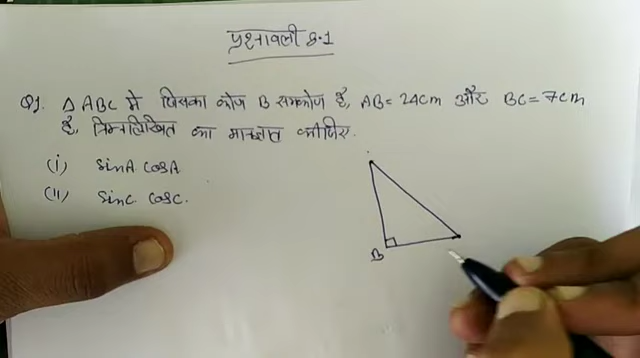 प्रश्नावली 8.1
Q1. Δ ABC मे जिसका कोण B समकोण है, AB = 24cm और BC = 7cm
है, निम्नलिखित का मान ज्ञात कीजिए.
(i) sinA cosA
(ii) sinC cosC.
B